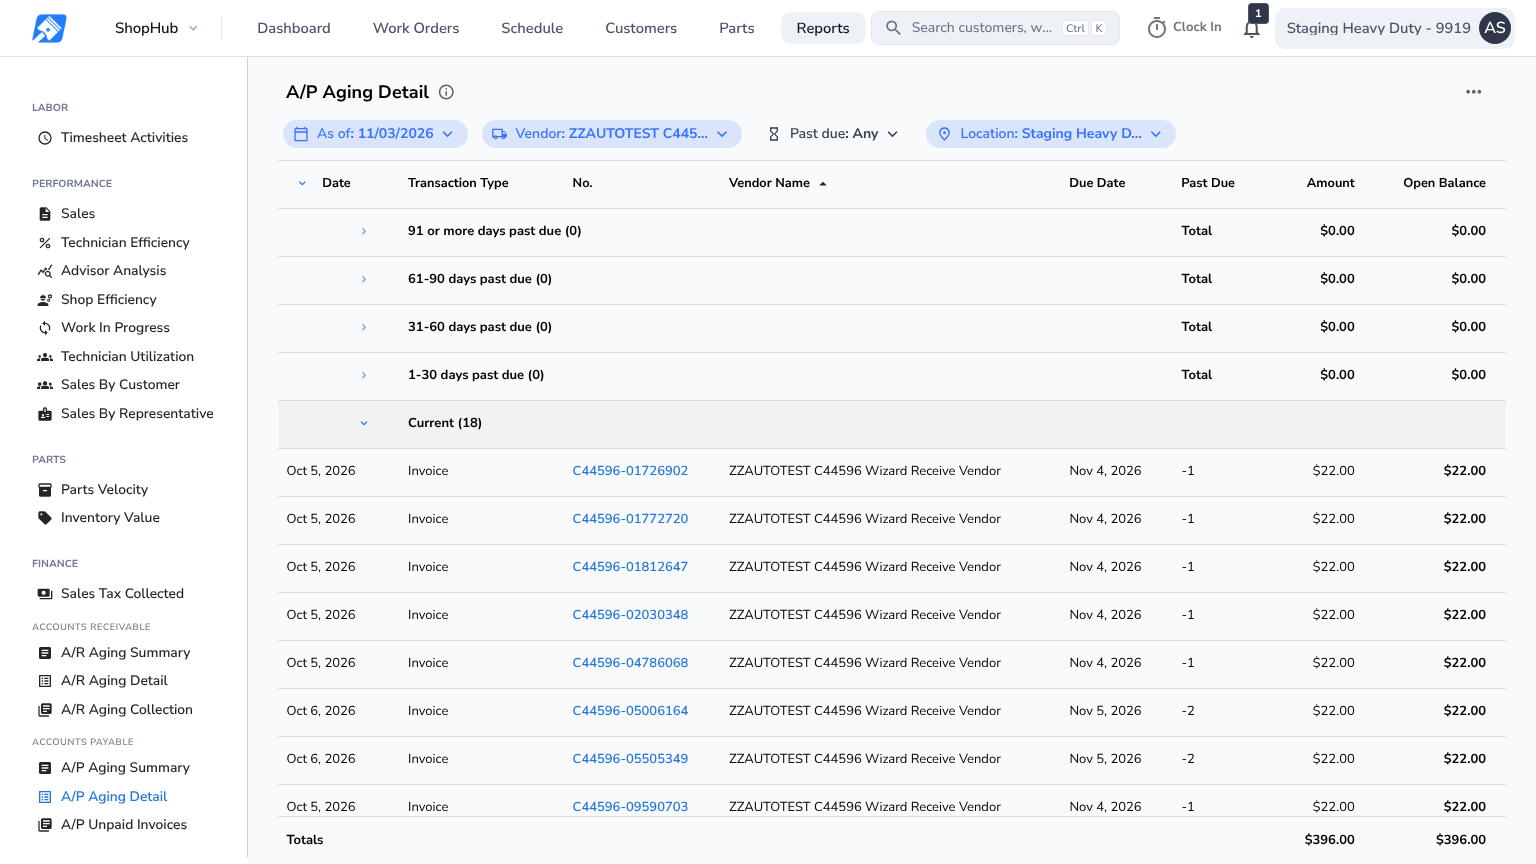 ShopHub
Dashboard
Work Orders
Schedule
Customers
Parts
Reports
Search customers, w...
Ctrl K
Clock In
1
Staging Heavy Duty - 9919
AS
LABOR
Timesheet Activities
PERFORMANCE
Sales
Technician Efficiency
Advisor Analysis
Shop Efficiency
Work In Progress
Technician Utilization
Sales By Customer
Sales By Representative
PARTS
Parts Velocity
Inventory Value
FINANCE
Sales Tax Collected
ACCOUNTS RECEIVABLE
A/R Aging Summary
A/R Aging Detail
A/R Aging Collection
ACCOUNTS PAYABLE
A/P Aging Summary
A/P Aging Detail
A/P Unpaid Invoices
A/P Aging Detail
As of: 11/03/2026
Vendor: ZZAUTOTEST C445...
Past due: Any
Location: Staging Heavy D...
Date Transaction Type No. Vendor Name Due Date Past Due Amount Open Balance
91 or more days past due (0) Total $0.00 $0.00
61-90 days past due (0) Total $0.00 $0.00
31-60 days past due (0) Total $0.00 $0.00
1-30 days past due (0) Total $0.00 $0.00
Current (18)
Oct 5, 2026 Invoice C44596-01726902 ZZAUTOTEST C44596 Wizard Receive Vendor Nov 4, 2026 -1 $22.00 $22.00
Oct 5, 2026 Invoice C44596-01772720 ZZAUTOTEST C44596 Wizard Receive Vendor Nov 4, 2026 -1 $22.00 $22.00
Oct 5, 2026 Invoice C44596-01812647 ZZAUTOTEST C44596 Wizard Receive Vendor Nov 4, 2026 -1 $22.00 $22.00
Oct 5, 2026 Invoice C44596-02030348 ZZAUTOTEST C44596 Wizard Receive Vendor Nov 4, 2026 -1 $22.00 $22.00
Oct 5, 2026 Invoice C44596-04786068 ZZAUTOTEST C44596 Wizard Receive Vendor Nov 4, 2026 -1 $22.00 $22.00
Oct 6, 2026 Invoice C44596-05006164 ZZAUTOTEST C44596 Wizard Receive Vendor Nov 5, 2026 -2 $22.00 $22.00
Oct 6, 2026 Invoice C44596-05505349 ZZAUTOTEST C44596 Wizard Receive Vendor Nov 5, 2026 -2 $22.00 $22.00
Oct 5, 2026 Invoice C44596-09590703 ZZAUTOTEST C44596 Wizard Receive Vendor Nov 4, 2026 -1 $22.00 $22.00
Totals $396.00 $396.00